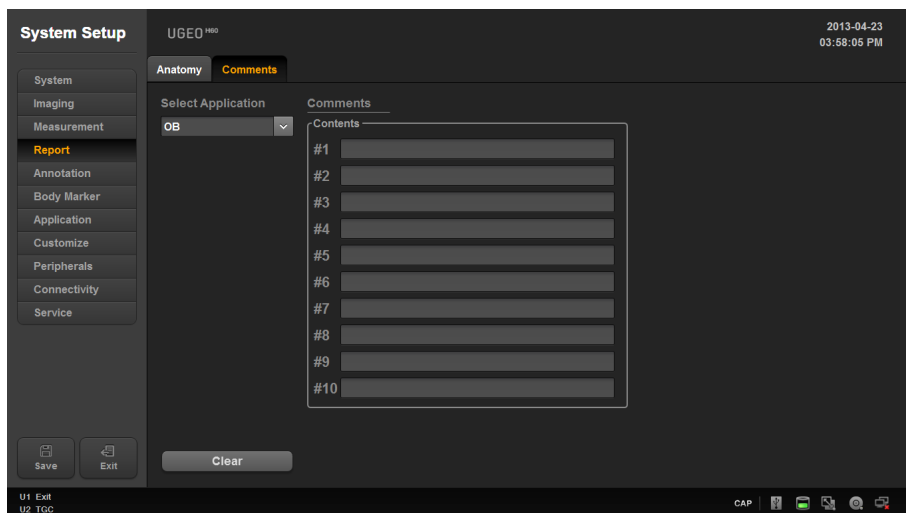 System Setup
UGEO H60
2013-04-23
03:58:05 PM
System
Imaging
Measurement
Report
Annotation
Body Marker
Application
Customize
Peripherals
Connectivity
Service
Save
Exit
Anatomy
Comments
Select Application
OB
Comments
Contents
#1
#2
#3
#4
#5
#6
#7
#8
#9
#10
Clear
U1 Exit
U2 TGC
CAP